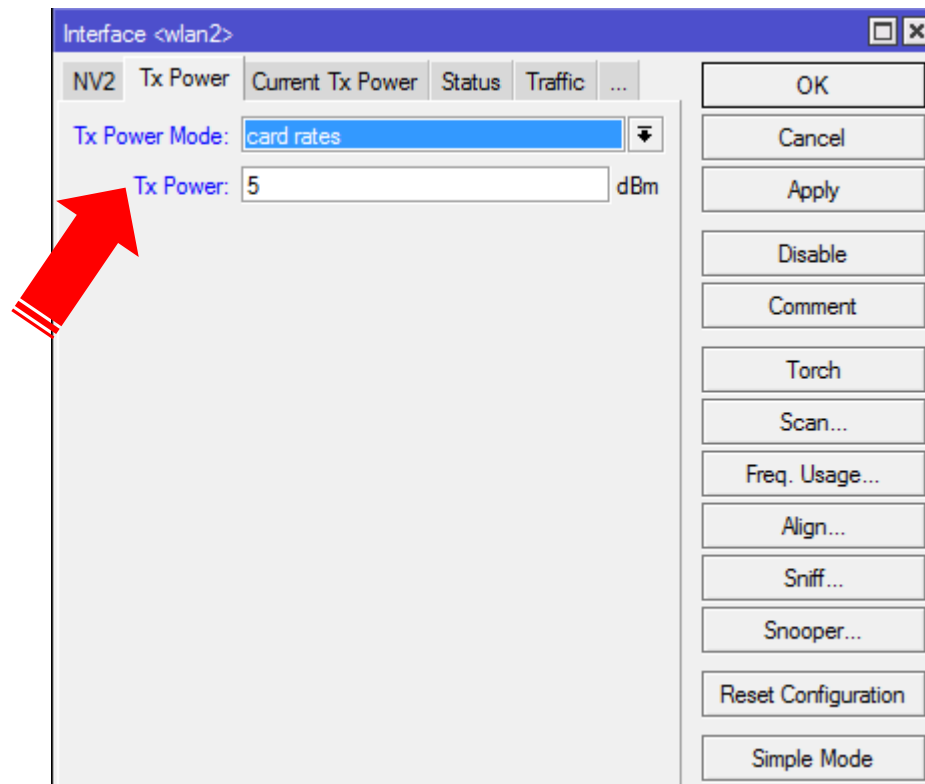 Interface <wlan2>
NV2 Tx Power Current Tx Power Status Traffic ...
Tx Power Mode: card rates
Tx Power: 5 dBm
OK
Cancel
Apply
Disable
Comment
Torch
Scan...
Freq. Usage...
Align...
Sniff...
Snooper...
Reset Configuration
Simple Mode